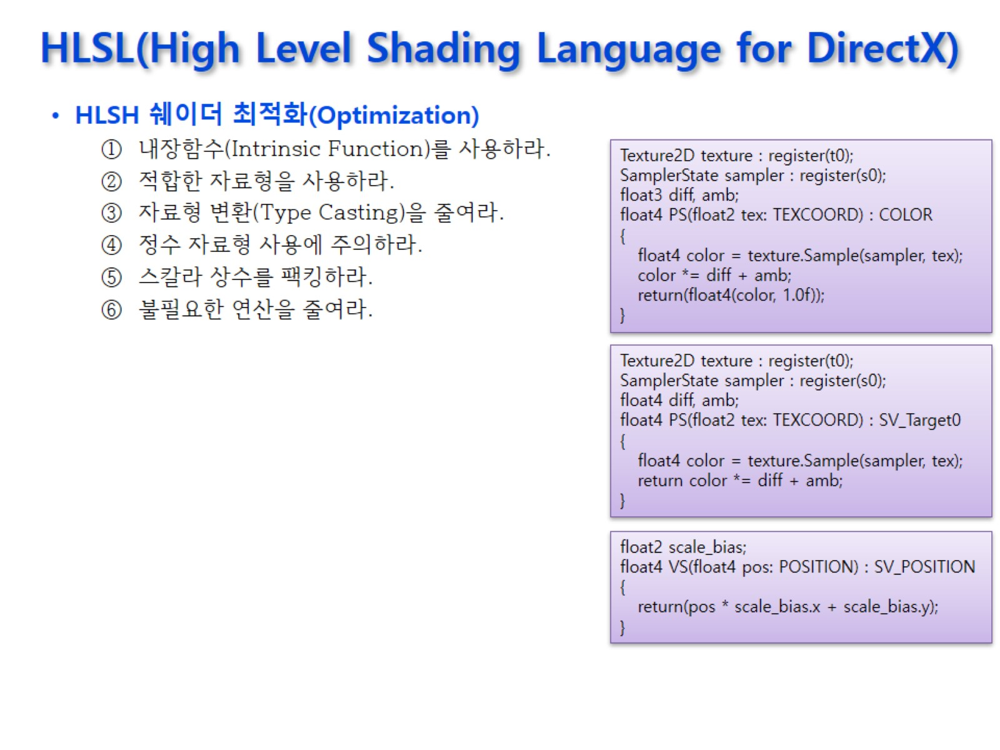 HLSL(High Level Shading Language for DirectX)
• HLSH 쉐이더 최적화(Optimization)
① 내장함수(Intrinsic Function)를 사용하라.
② 적합한 자료형을 사용하라.
③ 자료형 변환(Type Casting)을 줄여라.
④ 정수 자료형 사용에 주의하라.
⑤ 스칼라 상수를 팩킹하라.
⑥ 불필요한 연산을 줄여라.
Texture2D texture : register(t0);
SamplerState sampler : register(s0);
float3 diff, amb;
float4 PS(float2 tex: TEXCOORD) : COLOR
{
float4 color = texture.Sample(sampler, tex);
color *= diff + amb;
return(float4(color, 1.0f));
}
Texture2D texture : register(t0);
SamplerState sampler : register(s0);
float4 diff, amb;
float4 PS(float2 tex: TEXCOORD) : SV_Target0
{
float4 color = texture.Sample(sampler, tex);
return color *= diff + amb;
}
float2 scale_bias;
float4 VS(float4 pos: POSITION) : SV_POSITION
{
return(pos * scale_bias.x + scale_bias.y);
}